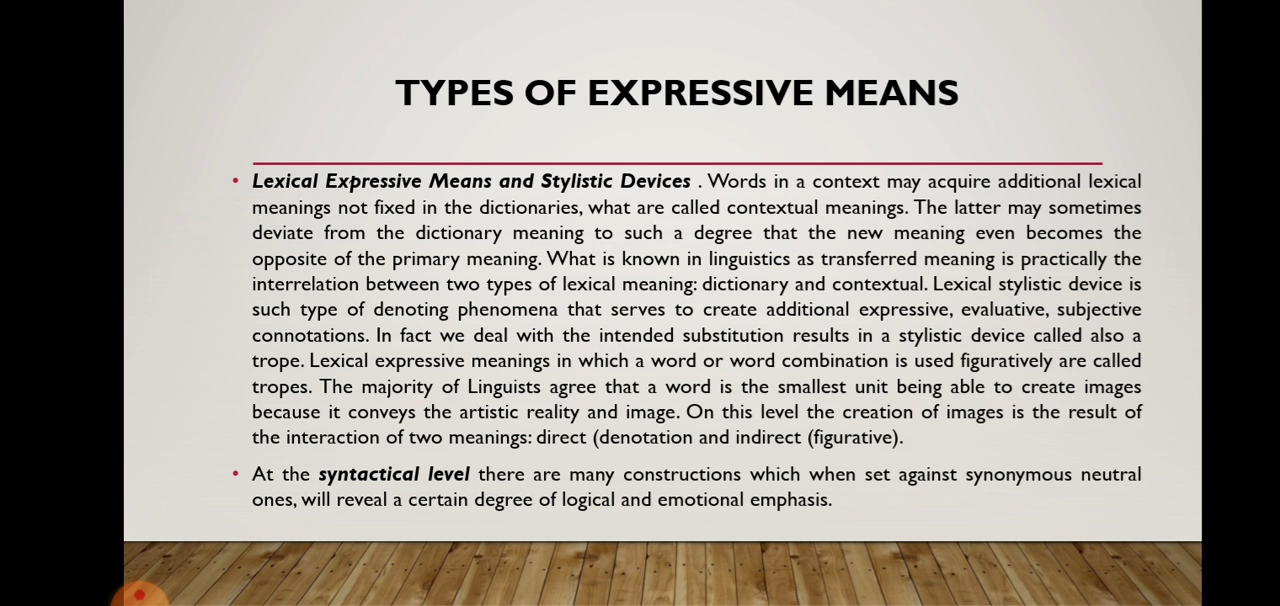 TYPES OF EXPRESSIVE MEANS
• Lexical Expressive Means and Stylistic Devices . Words in a context may acquire additional lexical
meanings not fixed in the dictionaries, what are called contextual meanings. The latter may sometimes
deviate from the dictionary meaning to such a degree that the new meaning even becomes the
opposite of the primary meaning. What is known in linguistics as transferred meaning is practically the
interrelation between two types of lexical meaning: dictionary and contextual. Lexical stylistic device is
such type of denoting phenomena that serves to create additional expressive, evaluative, subjective
connotations. In fact we deal with the intended substitution results in a stylistic device called also a
trope. Lexical expressive meanings in which a word or word combination is used figuratively are called
tropes. The majority of Linguists agree that a word is the smallest unit being able to create images
because it conveys the artistic reality and image. On this level the creation of images is the result of
the interaction of two meanings: direct (denotation and indirect (figurative).
• At the syntactical level there are many constructions which when set against synonymous neutral
ones, will reveal a certain degree of logical and emotional emphasis.